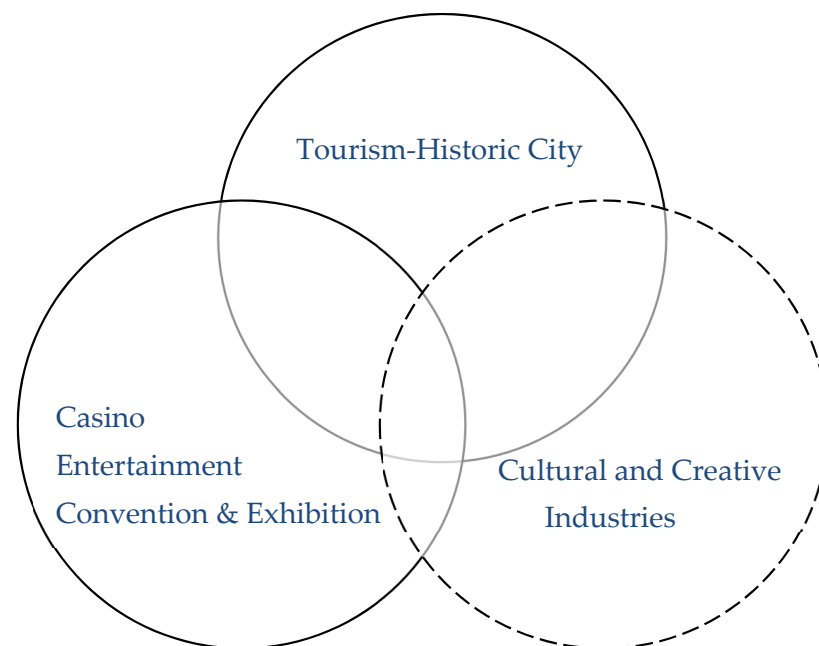 Tourism-Historic City
Casino
Entertainment
Convention & Exhibition
Cultural and Creative
Industries